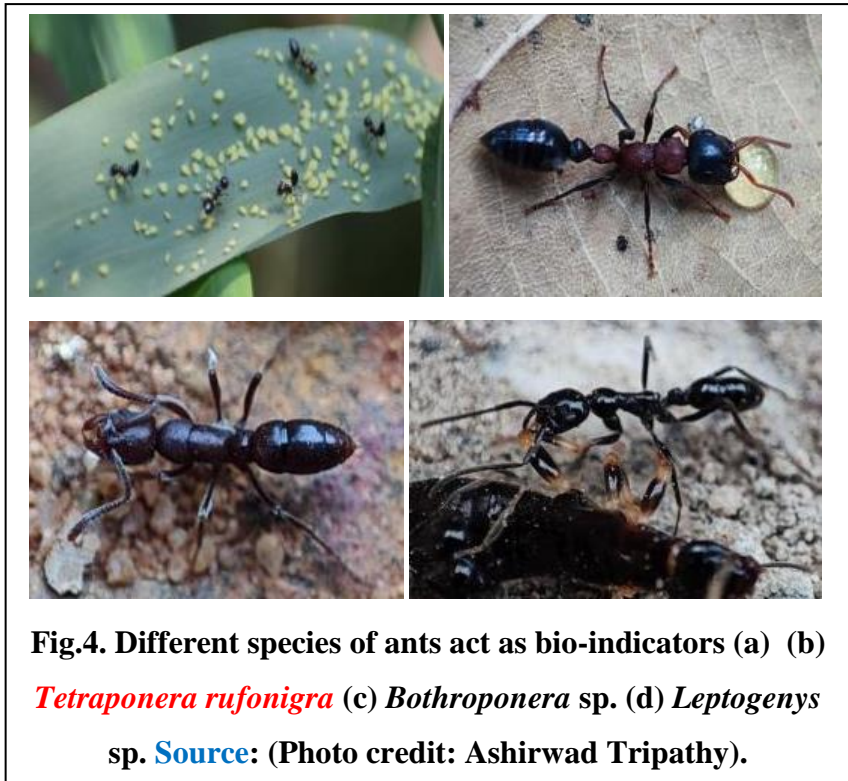 Fig.4. Different species of ants act as bio-indicators (a) (b)
Tetraponera rufonigra (c) Bothroponera sp. (d) Leptogenys
sp. Source: (Photo credit: Ashirwad Tripathy).